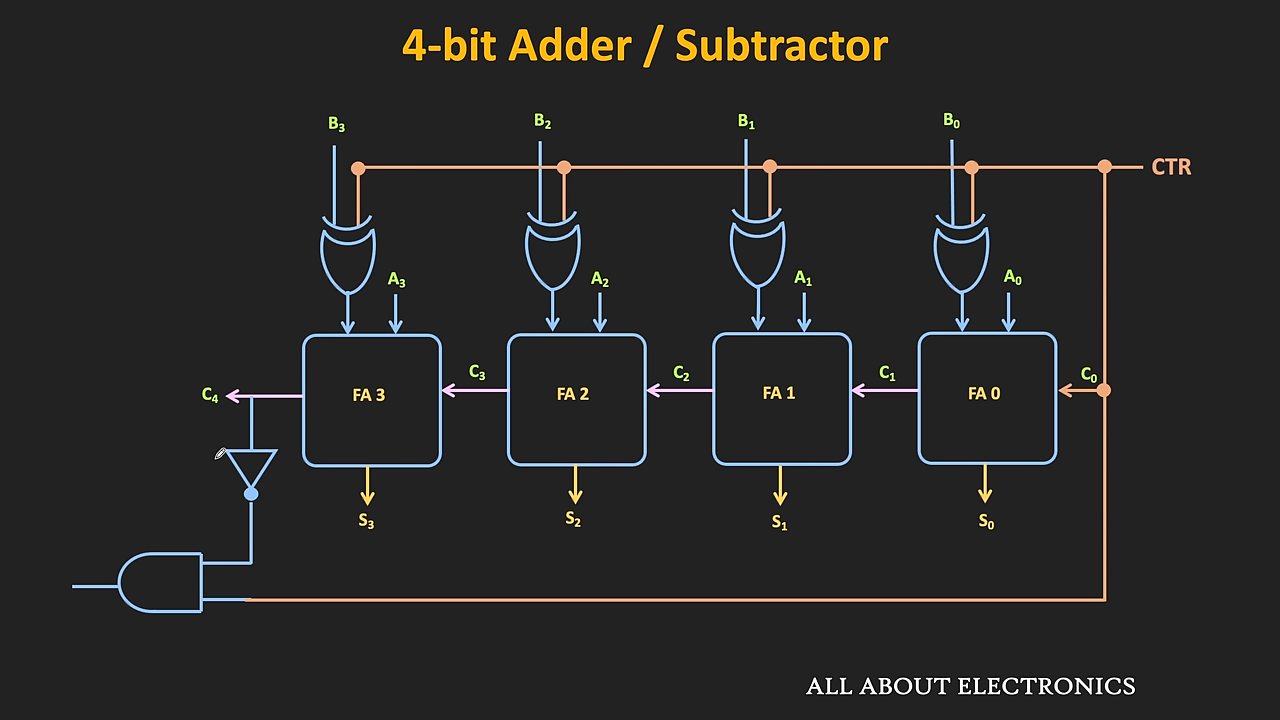 4-bit Adder / Subtractor
B₃ B₂ B₁ B₀
CTR
A₃ A₂ A₁ A₀
C₄ FA 3 C₃ FA 2 C₂ FA 1 C₁ FA 0 C₀
S₃ S₂ S₁ S₀
ALL ABOUT ELECTRONICS